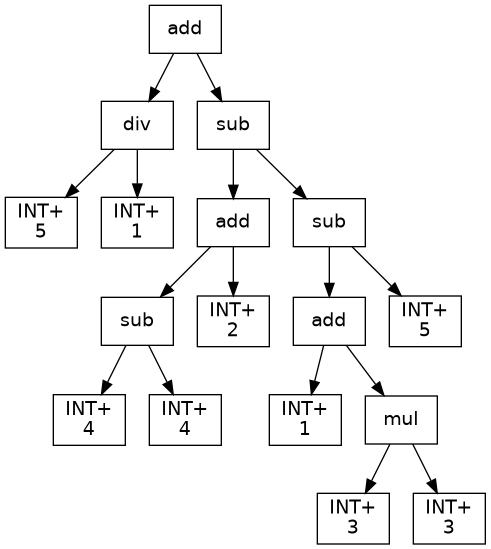 add
div
sub
INT+
5
INT+
1
add
sub
sub
INT+
2
add
INT+
5
INT+
4
INT+
4
INT+
1
mul
INT+
3
INT+
3